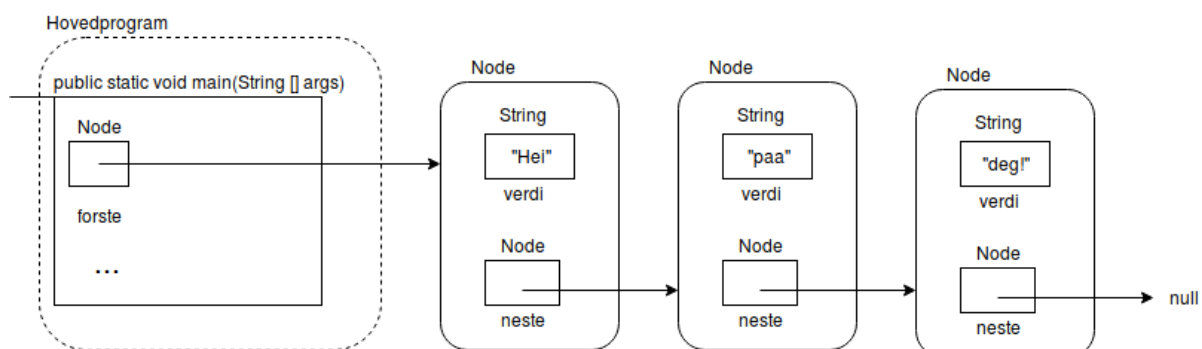 Hovedprogram
public static void main(String [] args)
Node
forste
...
Node
String
"Hei"
verdi
Node
neste
Node
String
"paa"
verdi
Node
neste
Node
String
"deg!"
verdi
Node
neste
null